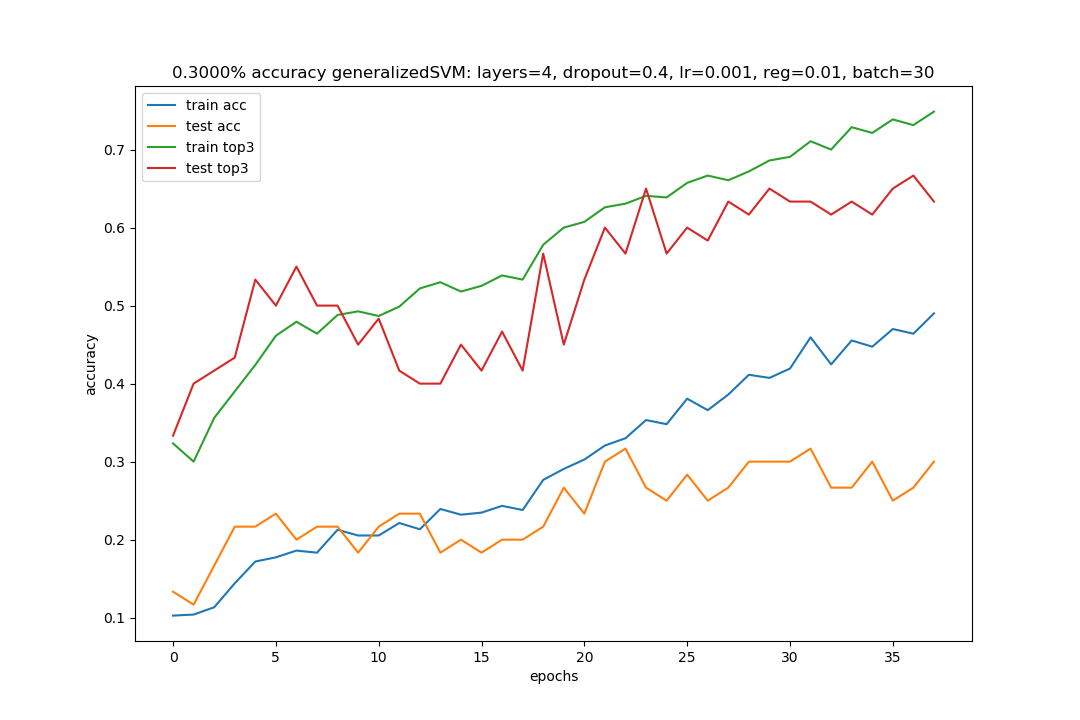 0.3000% accuracy generalizedSVM: layers=4, dropout=0.4, lr=0.001, reg=0.01, batch=30
train acc
test acc
train top3
test top3
0.7
0.6
0.5
0.4
0.3
0.2
0.1
accuracy
0 5 10 15 20 25 30 35
epochs